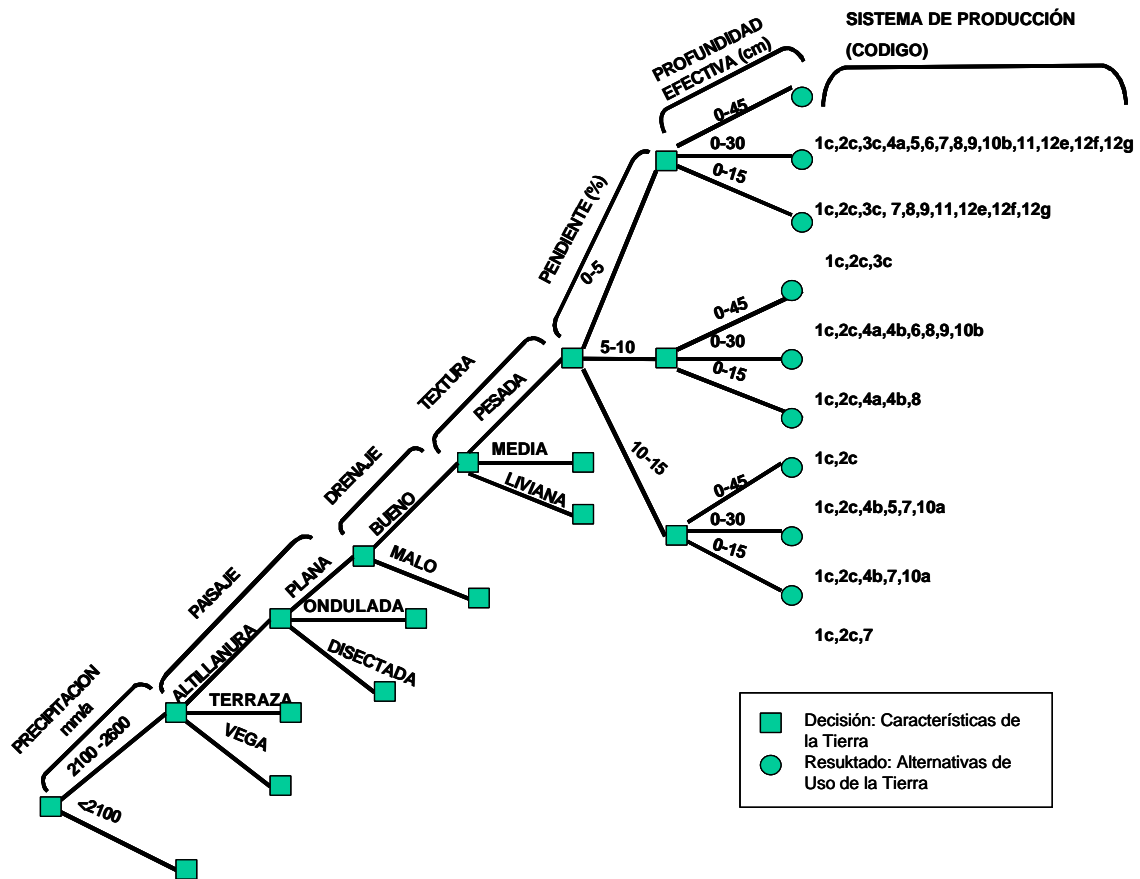 SISTEMA DE PRODUCCIÓN
(CODIGO)
PROFUNDIDAD
EFECTIVA (cm)
0-45
0-30
0-15
1c,2c,3c,4a,5,6,7,8,9,10b,11,12e,12f,12g
1c,2c,3c, 7,8,9,11,12e,12f,12g
1c,2c,3c
PENDIENTE (%)
0-5
5-10
10-15
0-45
0-30
0-15
1c,2c,4a,4b,6,8,9,10b
1c,2c,4a,4b,8
1c,2c
0-45
0-30
0-15
1c,2c,4b,5,7,10a
1c,2c,4b,7,10a
1c,2c,7
TEXTURA
PESADA
MEDIA
LIVIANA
DRENAJE
BUENO
MALO
PAISAJE
PLANA
ONDULADA
DISECTADA
ALTILLANURA
TERRAZA
VEGA
PRECIPITACION
mm/a
2100 -2600
<2100
Decisión: Características de
la Tierra
Resuktado: Alternativas de
Uso de la Tierra